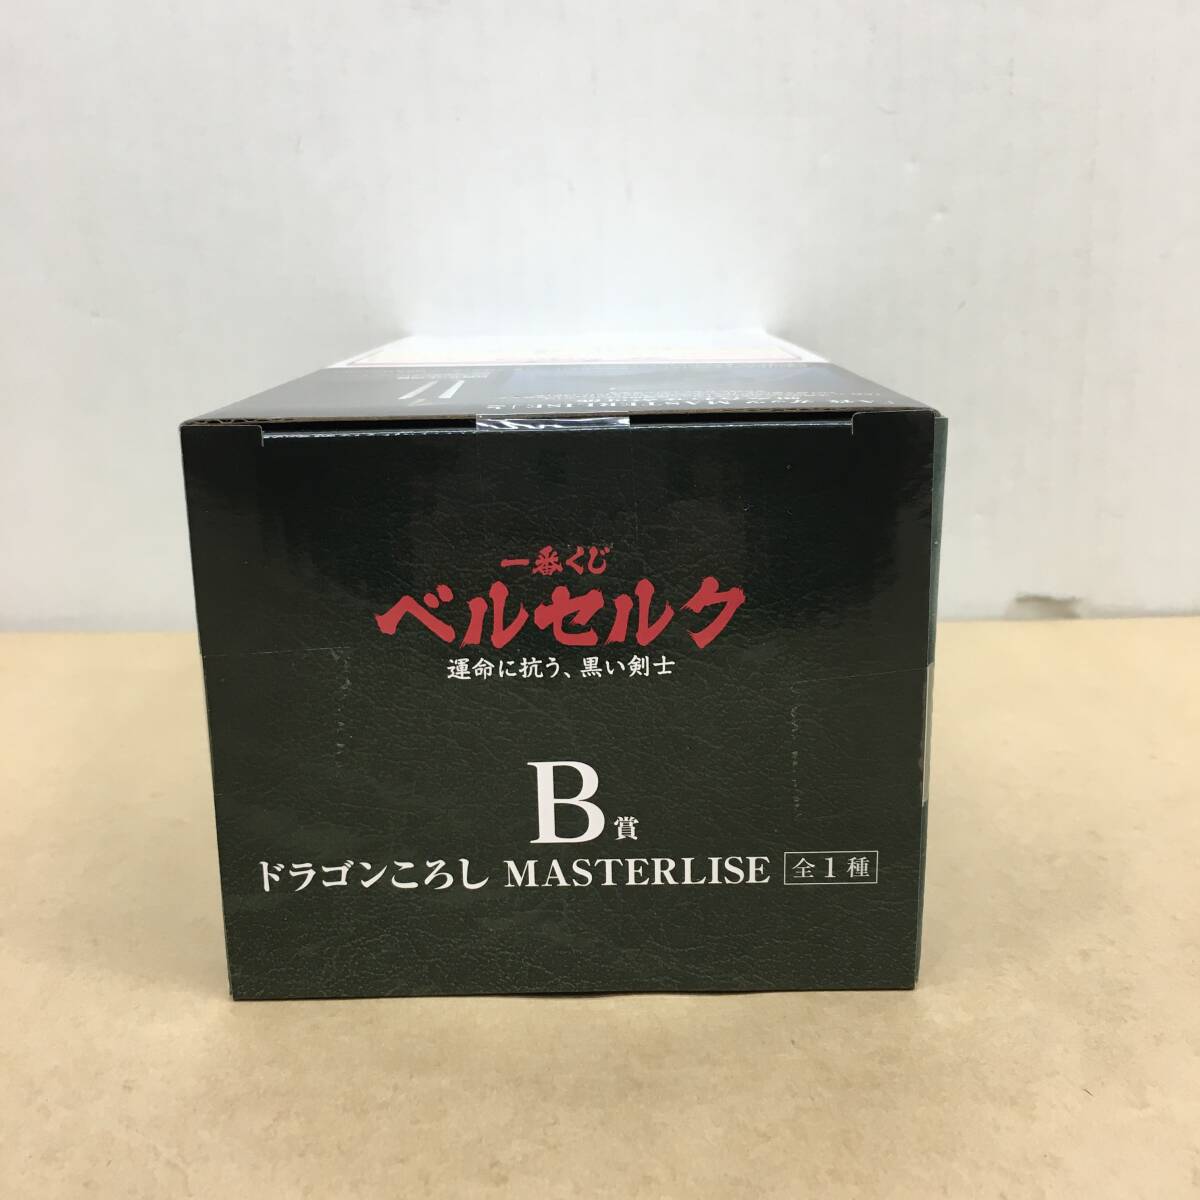 一番くじ
ベルセルク
運命に抗う、黒い剣士
B賞
ドラゴンころし MASTERLISE 全1種